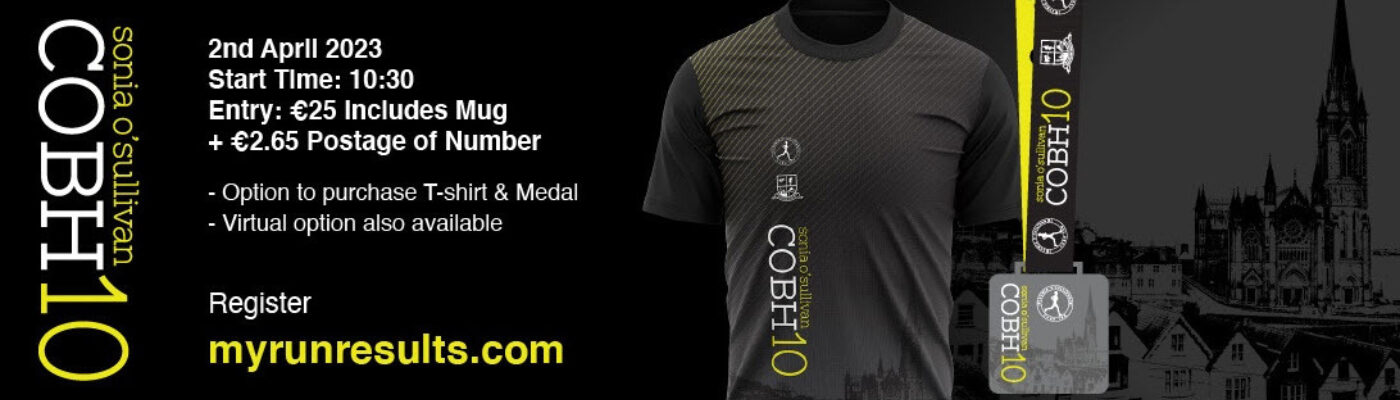 sonia o'sullivan
COBH10
2nd April 2023
Start Time: 10:30
Entry: €25 Includes Mug
+ €2.65 Postage of Number
- Option to purchase T-shirt & Medal
- Virtual option also available
Register
myrunresults.com
sonia o'sullivan
COBH10
sonia o'sullivan
COBH10
sonia o'sullivan
COBH10